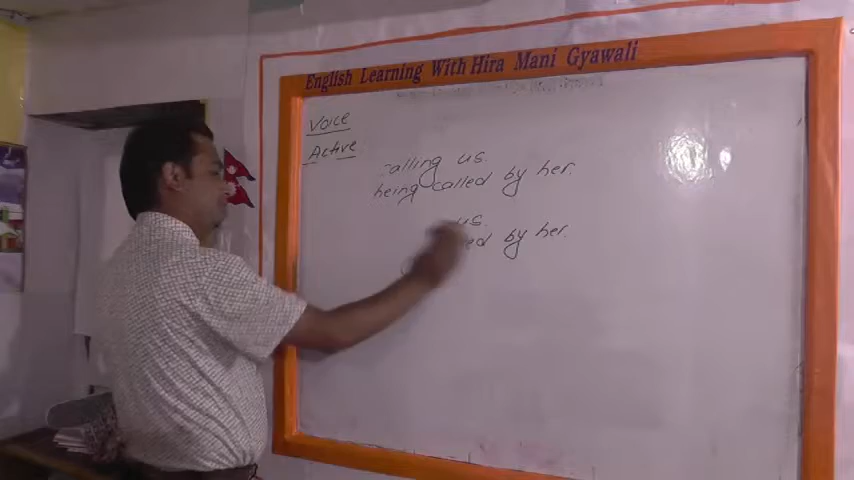 English Learning With Hira Mani Gyawali
Voice
Active
calling us.
being called by her.
us.
by her.